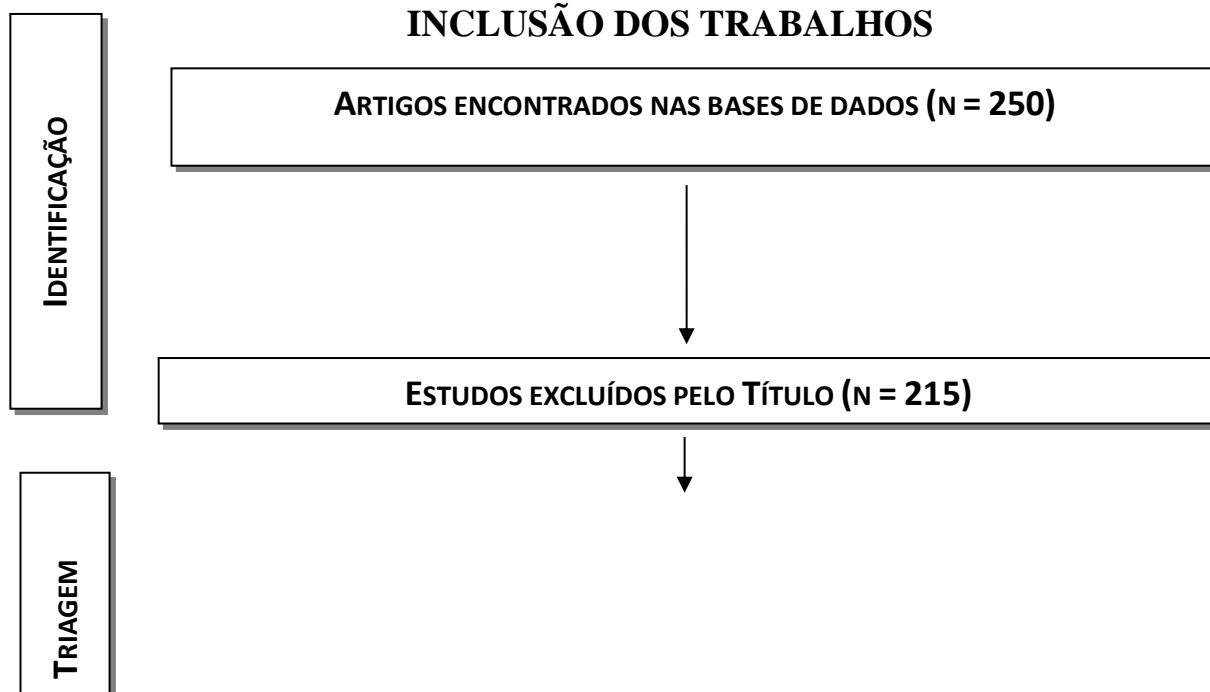 INCLUSÃO DOS TRABALHOS
IDENTIFICAÇÃO
ARTIGOS ENCONTRADOS NAS BASES DE DADOS (N = 250)
ESTUDOS EXCLUÍDOS PELO TÍTULO (N = 215)
TRIAGEM